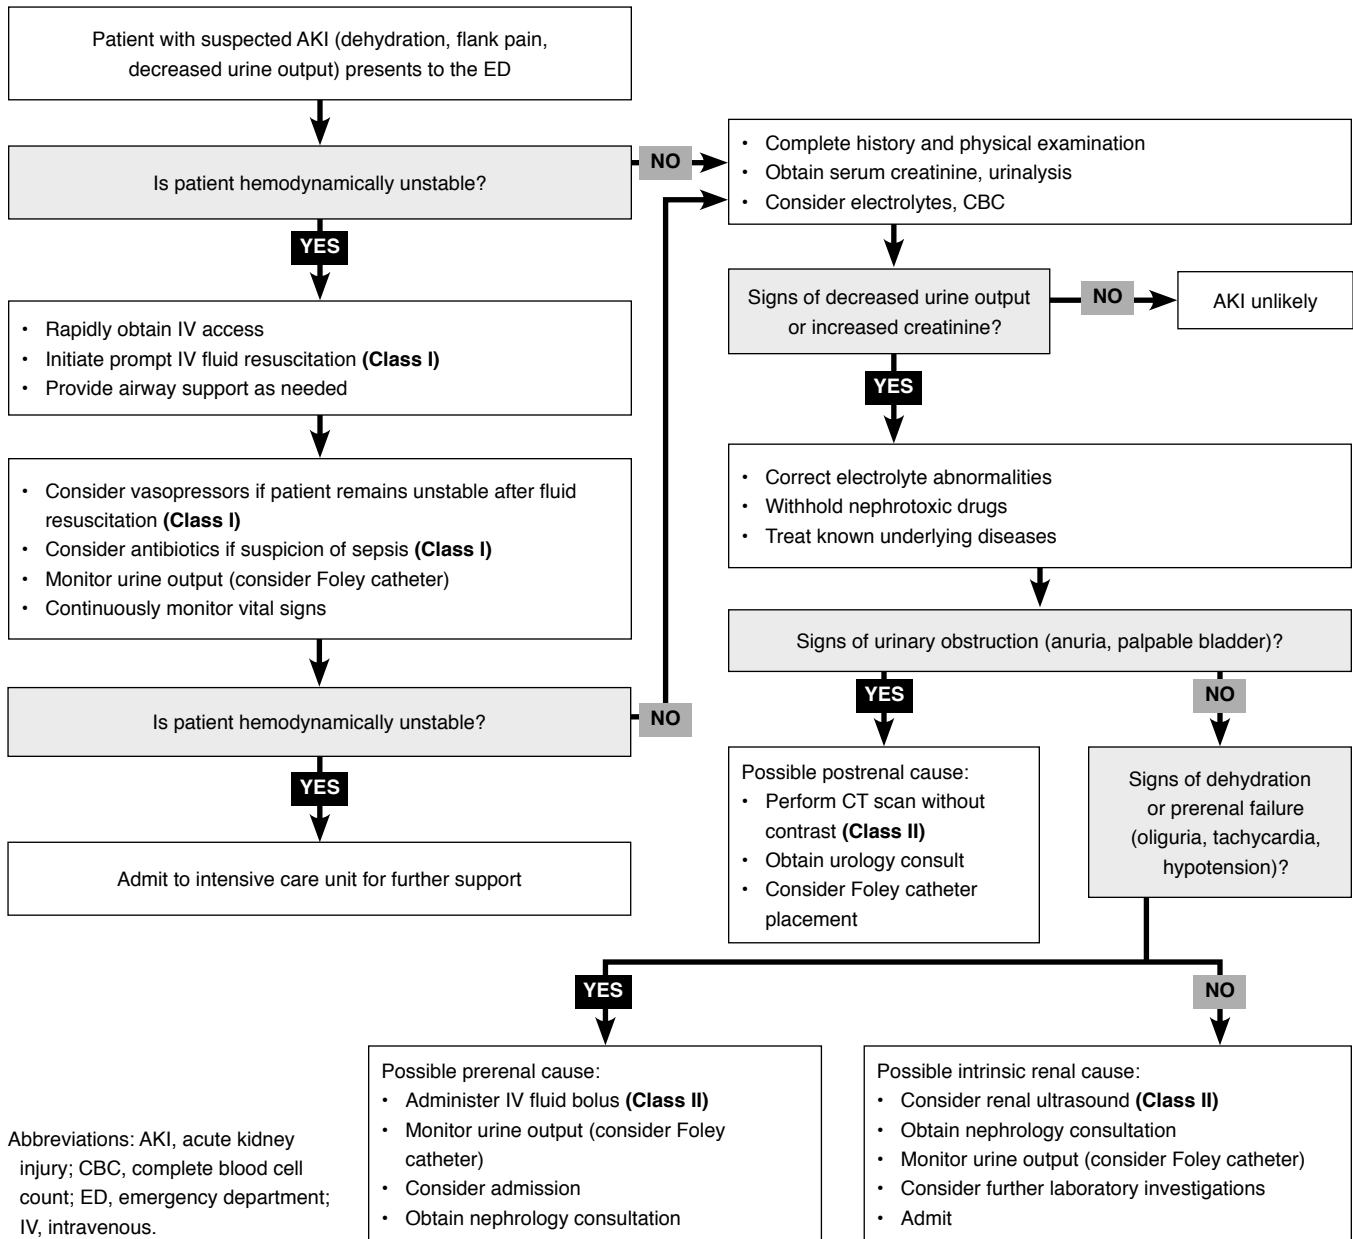 Patient with suspected AKI (dehydration, flank pain,
decreased urine output) presents to the ED
Is patient hemodynamically unstable?
NO
YES
• Rapidly obtain IV access
• Initiate prompt IV fluid resuscitation (Class I)
• Provide airway support as needed
• Consider vasopressors if patient remains unstable after fluid
resuscitation (Class I)
• Consider antibiotics if suspicion of sepsis (Class I)
• Monitor urine output (consider Foley catheter)
• Continuously monitor vital signs
Is patient hemodynamically unstable?
NO
YES
Admit to intensive care unit for further support
• Complete history and physical examination
• Obtain serum creatinine, urinalysis
• Consider electrolytes, CBC
Signs of decreased urine output
or increased creatinine?
NO
AKI unlikely
YES
• Correct electrolyte abnormalities
• Withhold nephrotoxic drugs
• Treat known underlying diseases
Signs of urinary obstruction (anuria, palpable bladder)?
YES
NO
Possible postrenal cause:
• Perform CT scan without
contrast (Class II)
• Obtain urology consult
• Consider Foley catheter
placement
Signs of dehydration
or prerenal failure
(oliguria, tachycardia,
hypotension)?
YES
NO
Possible prerenal cause:
• Administer IV fluid bolus (Class II)
• Monitor urine output (consider Foley
catheter)
• Consider admission
• Obtain nephrology consultation
Possible intrinsic renal cause:
• Consider renal ultrasound (Class II)
• Obtain nephrology consultation
• Monitor urine output (consider Foley catheter)
• Consider further laboratory investigations
• Admit
Abbreviations: AKI, acute kidney
injury; CBC, complete blood cell
count; ED, emergency department;
IV, intravenous.